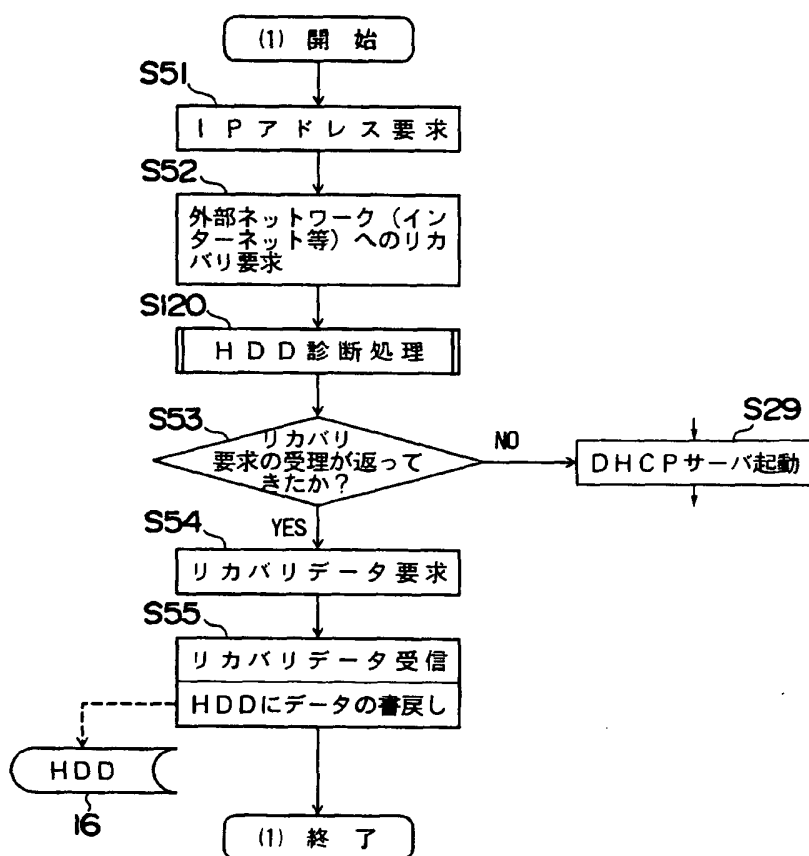 (1) 開始
S51
IPアドレス要求
S52
外部ネットワーク（イン
ターネット等）へのリカ
バリ要求
S120
HDD診断処理
S53
リカバリ
要求の受理が返って
きたか？
NO
S29
DHCPサーバ起動
YES
S54
リカバリデータ要求
S55
リカバリデータ受信
HDDにデータの書戻し
HDD
16
(1) 終了